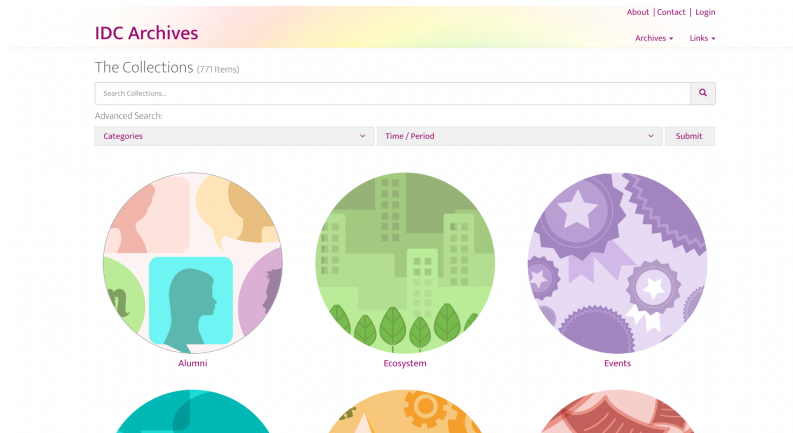 About | Contact | Login
IDC Archives
Archives Links
The Collections (771 Items)
Search Collections...
Advanced Search:
Categories Time / Period Submit
Alumni Ecosystem Events